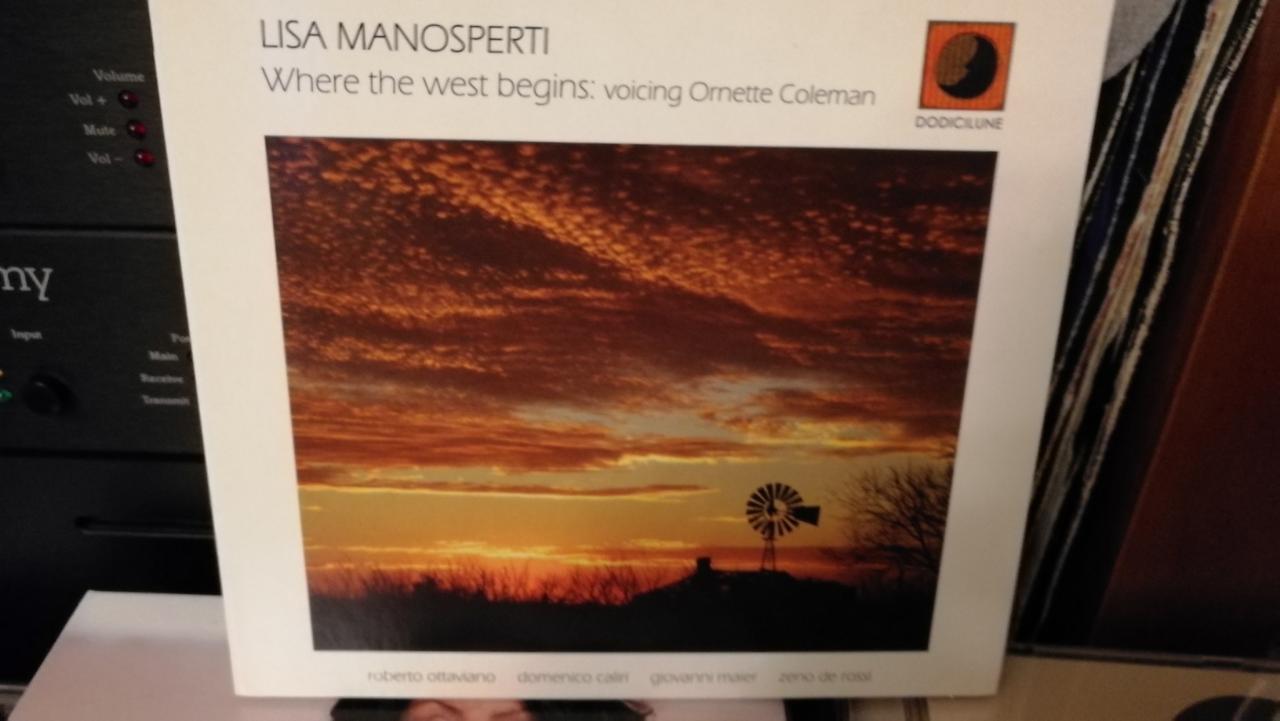 LISA MANOSPERTI
Where the west begins: voicing Ornette Coleman
DODICILUNE
roberto ottaviano domenico caliri giovanni maier zeno de rossi
Volume
Vol +
Mute
Vol –
my
Input
Po
Main
Receive
Transmit